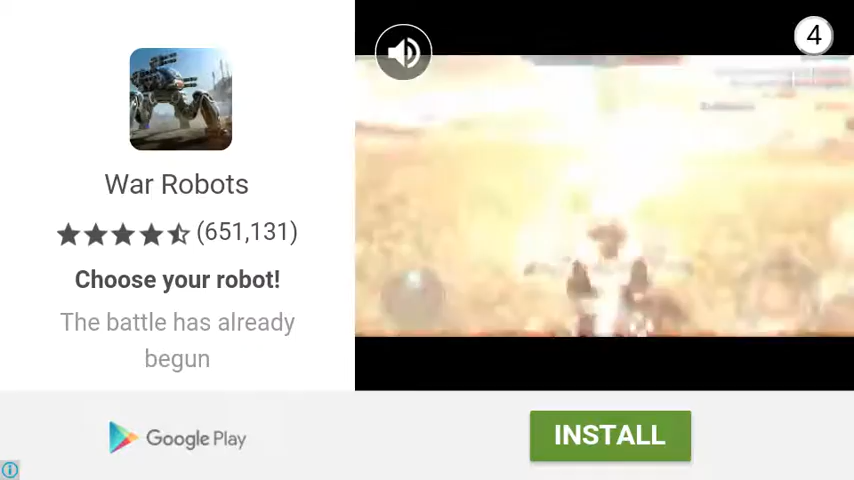 4
War Robots
(651,131)
Choose your robot!
The battle has already
begun
Google Play
INSTALL